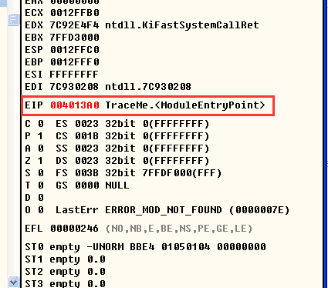 EAX 00000000
ECX 0012FFB0
EDX 7C92E4F4 ntdll.KiFastSystemCallRet
EBX 7FFD3000
ESP 0012FFC0
EBP 0012FFF0
ESI FFFFFFFF
EDI 7C930208 ntdll.7C930208
EIP 004013A0 TraceMe.<ModuleEntryPoint>
C 0 ES 0023 32bit 0(FFFFFFFF)
P 1 CS 001B 32bit 0(FFFFFFFF)
A 0 SS 0023 32bit 0(FFFFFFFF)
Z 1 DS 0023 32bit 0(FFFFFFFF)
S 0 FS 003B 32bit 7FFDF000(FFF)
T 0 GS 0000 NULL
D 0
O 0 LastErr ERROR_MOD_NOT_FOUND (0000007E)
EFL 00000246 (NO,NB,E,BE,NS,PE,GE,LE)
ST0 empty -UNORM BBE4 01050104 00000000
ST1 empty 0.0
ST2 empty 0.0
ST3 empty 0.0